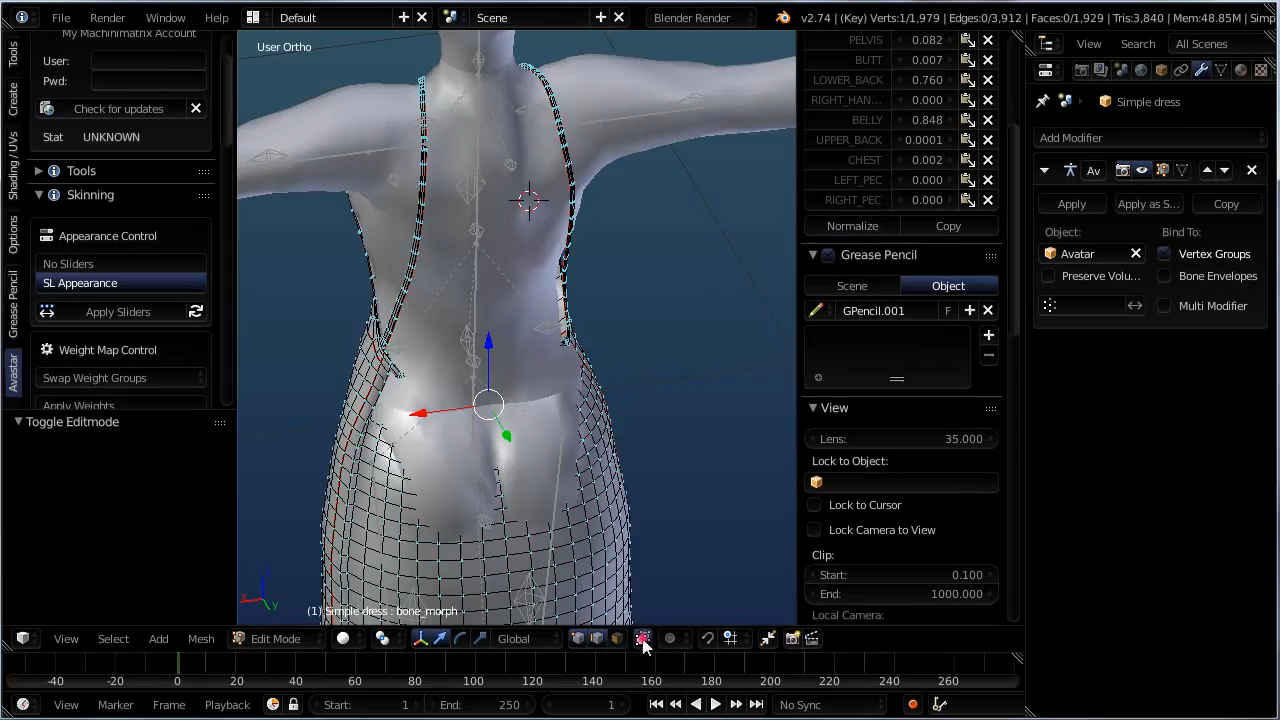 File Render Window Help Default Scene Blender Render v2.74 | (Key) Verts:1/1,979 | Edges:0/3,912 | Faces:0/1,929 | Tris:3,840 | Mem:48.85M | Simp
My Machinimatrix Account
User:
Pwd:
Check for updates
Stat UNKNOWN
Tools
Skinning
Appearance Control
No Sliders
SL Appearance
Apply Sliders
Weight Map Control
Swap Weight Groups
Apply Weights
Toggle Editmode
Tools
Create
Shading / UVs
Options
Grease Pencil
Avastar
User Ortho
(1) Simple dress : bone_morph
PELVIS 0.082
BUTT 0.007
LOWER_BACK 0.760
RIGHT_HAN... 0.000
BELLY 0.848
UPPER_BACK 0.0001
CHEST 0.002
LEFT_PEC 0.000
RIGHT_PEC 0.000
Normalize Copy
Grease Pencil
Scene Object
GPencil.001 F
View
Lens: 35.000
Lock to Object:
Lock to Cursor
Lock Camera to View
Clip:
Start: 0.100
End: 1000.000
Local Camera:
View Search All Scenes
Simple dress
Add Modifier
Av
Apply Apply as S... Copy
Object: Bind To:
Avatar Vertex Groups
Preserve Volu... Bone Envelopes
Multi Modifier
View Select Add Mesh Edit Mode Global
-40 -20 0 20 40 60 80 100 120 140 160 180 200 220 240 260
View Marker Frame Playback Start: 1 End: 250 1 No Sync